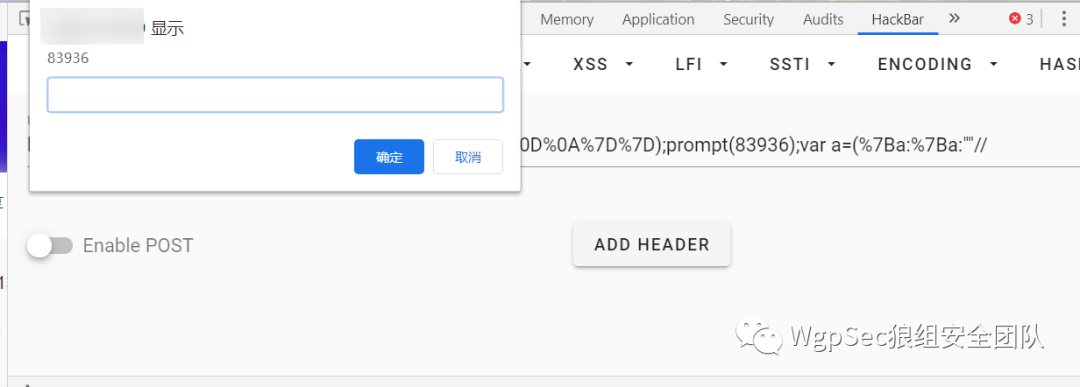 显示
83936
确定
取消
Memory
Application
Security
Audits
HackBar
3
XSS
LFI
SSTI
ENCODING
HASH
0D%0A%7D%7D);prompt(83936);var a=(%7Ba:%7Ba:""//
Enable POST
ADD HEADER
WgpSec狼组安全团队